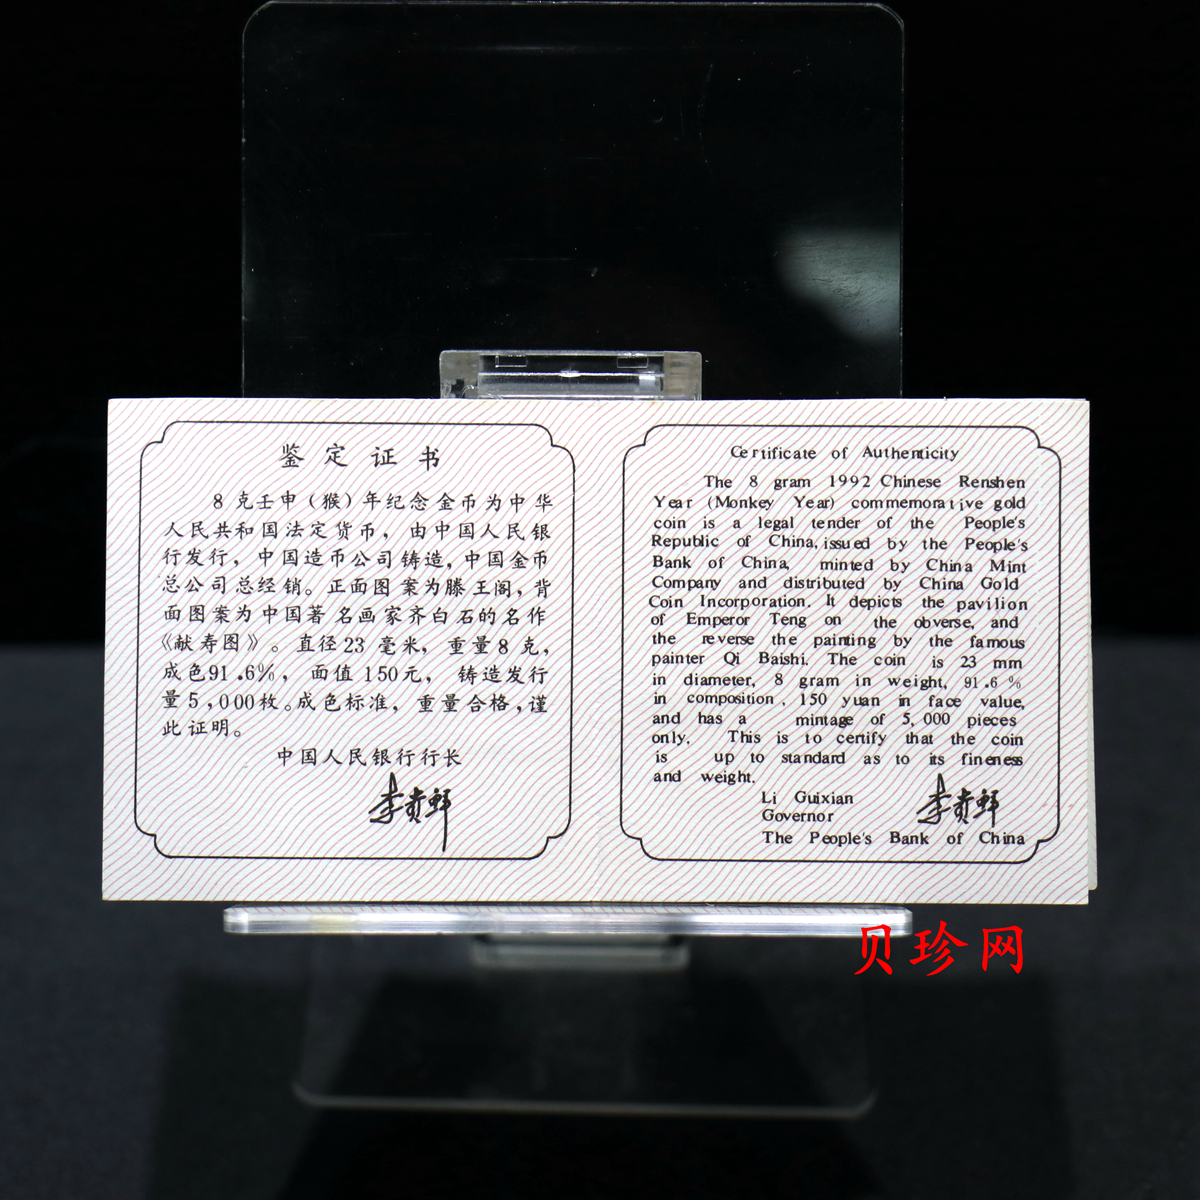 鉴定证书
8克壬申（猴）年纪念金币为中华
人民共和国法定货币，由中国人民银
行发行，中国造币公司铸造，中国金币
总公司总经销。正面图案为滕王阁，背
面图案为中国著名画家齐白石的名作
《献寿图》。直径23毫米，重量8克，
成色91.6%，面值150元，铸造发行
量5,000枚。成色标准，重量合格，谨
此证明。
中国人民银行行长
李贵鲜
Certificate of Authenticity
The 8 gram 1992 Chinese Renshen
Year (Monkey Year) commemorative gold
coin is a legal tender of the People's
Republic of China, issued by the People's
Bank of China, minted by China Mint
Company and distributed by China Gold
Coin Incorporation. It depicts the pavilion
of Emperor Teng on the obverse, and
the reverse the painting by the famous
painter Qi Baishi. The coin is 23 mm
in diameter, 8 gram in weight, 91.6 %
in composition, 150 yuan in face value,
and has a mintage of 5,000 pieces
only. This is to certify that the coin
is up to standard as to its fineness
and weight.
Li Guixian 李贵鲜
Governor
The People's Bank of China
贝珍网